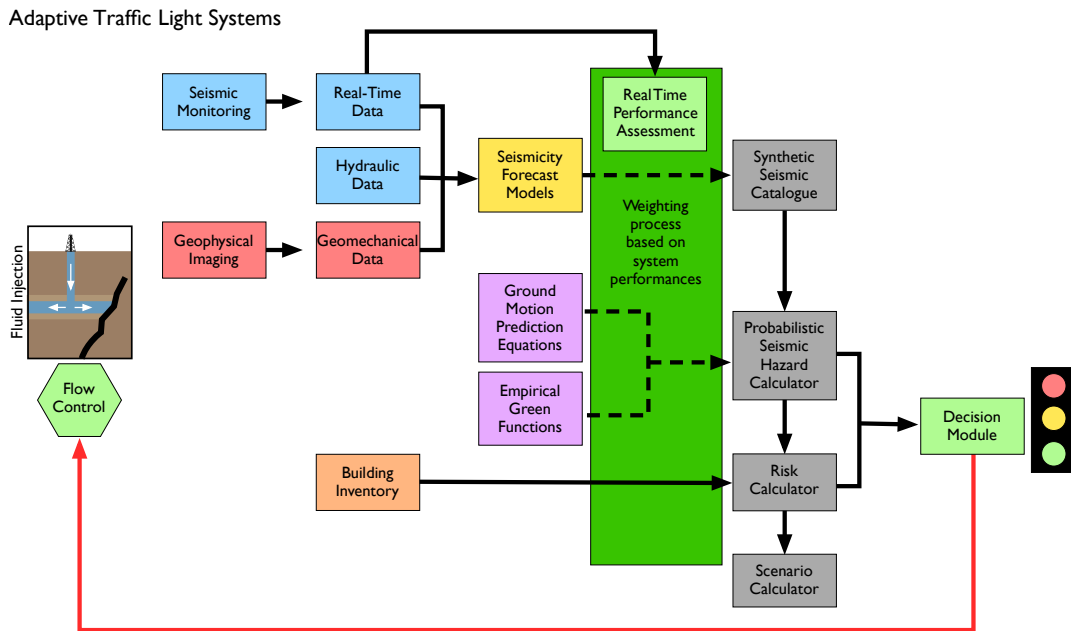 Adaptive Traffic Light Systems
Seismic
Monitoring
Real-Time
Data
Hydraulic
Data
Geophysical
Imaging
Geomechanical
Data
Seismicity
Forecast
Models
Real Time
Performance
Assessment
Weighting
process
based on
system
performances
Synthetic
Seismic
Catalogue
Fluid Injection
Flow
Control
Ground
Motion
Prediction
Equations
Empirical
Green
Functions
Building
Inventory
Probabilistic
Seismic
Hazard
Calculator
Risk
Calculator
Scenario
Calculator
Decision
Module